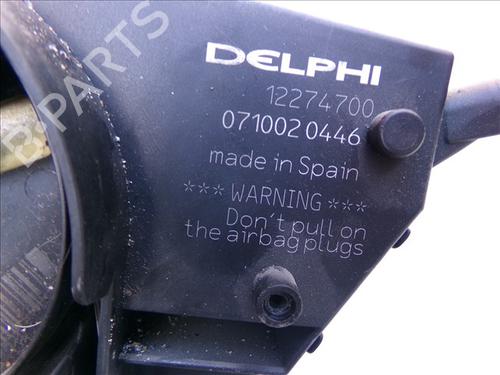 B-PARTS
DELPHI
12274700
0710020446
made in Spain
*** WARNING ***
Don't pull on
the airbag plugs